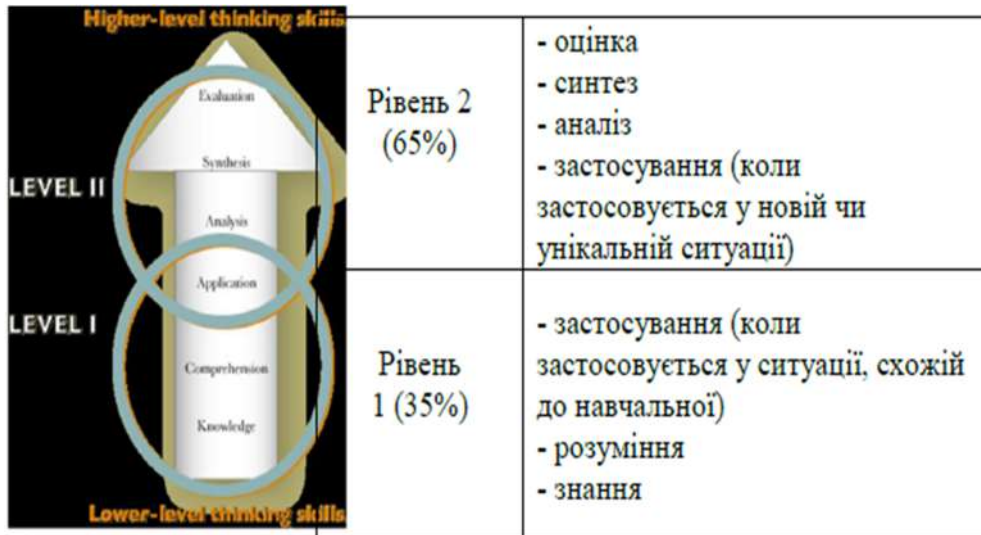 Higher-level thinking skills
Evaluation
Synthesis
LEVEL II
Analysis
Application
LEVEL I
Comprehension
Knowledge
Lower-level thinking skills
Рівень 2
(65%)
- оцінка
- синтез
- аналіз
- застосування (коли
застосовується у новій чи
унікальній ситуації)
Рівень
1 (35%)
- застосування (коли
застосовується у ситуації, схожій
до навчальної)
- розуміння
- знання